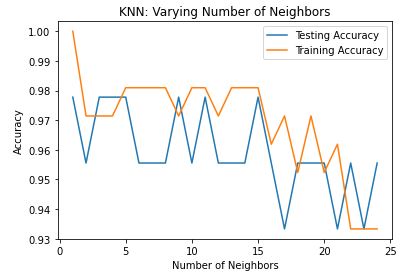 KNN: Varying Number of Neighbors
Testing Accuracy
Training Accuracy
Accuracy
1.00
0.99
0.98
0.97
0.96
0.95
0.94
0.93
0 5 10 15 20 25
Number of Neighbors